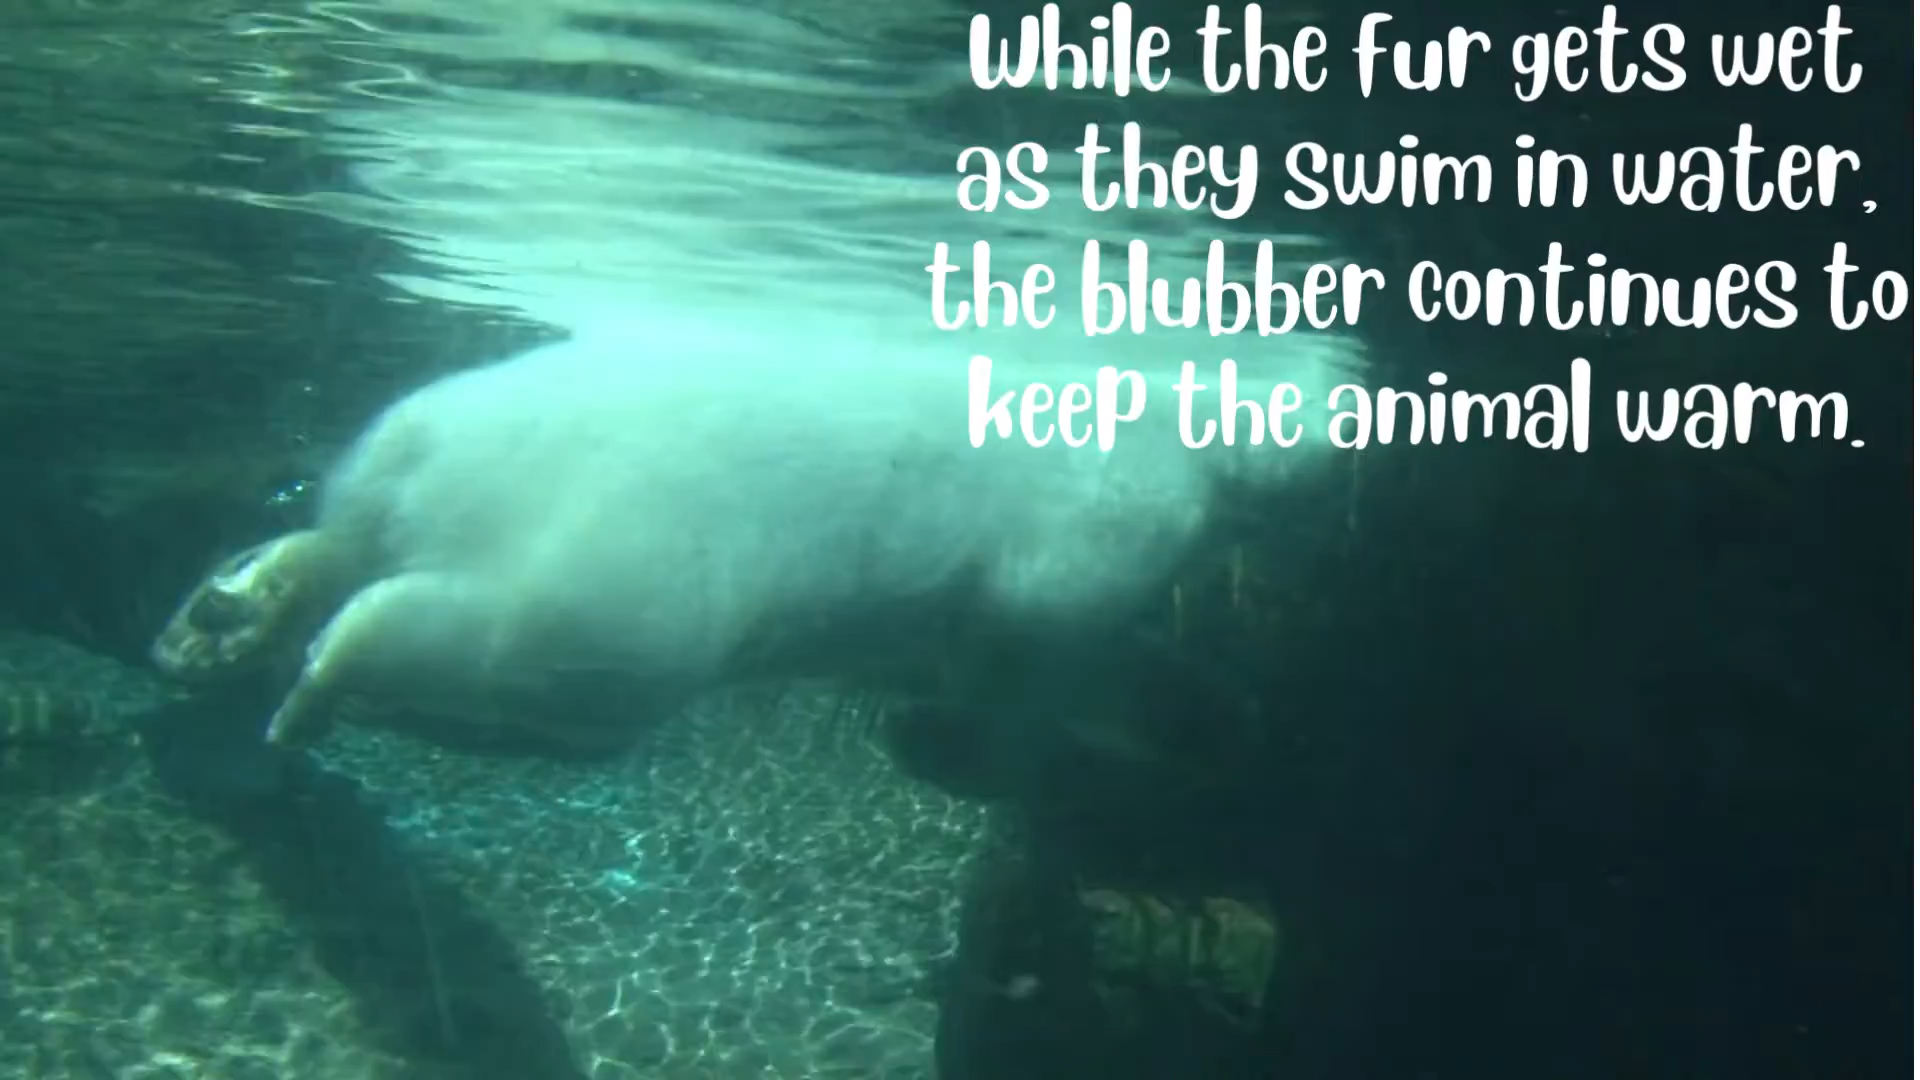 While the fur gets wet
as they swim in water,
the blubber continues to
keep the animal warm.